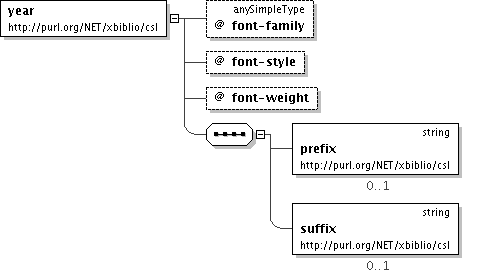 year
http://purl.org/NET/xbiblio/csl
anySimpleType
@ font-family
@ font-style
@ font-weight
string
prefix
http://purl.org/NET/xbiblio/csl
0..1
string
suffix
http://purl.org/NET/xbiblio/csl
0..1